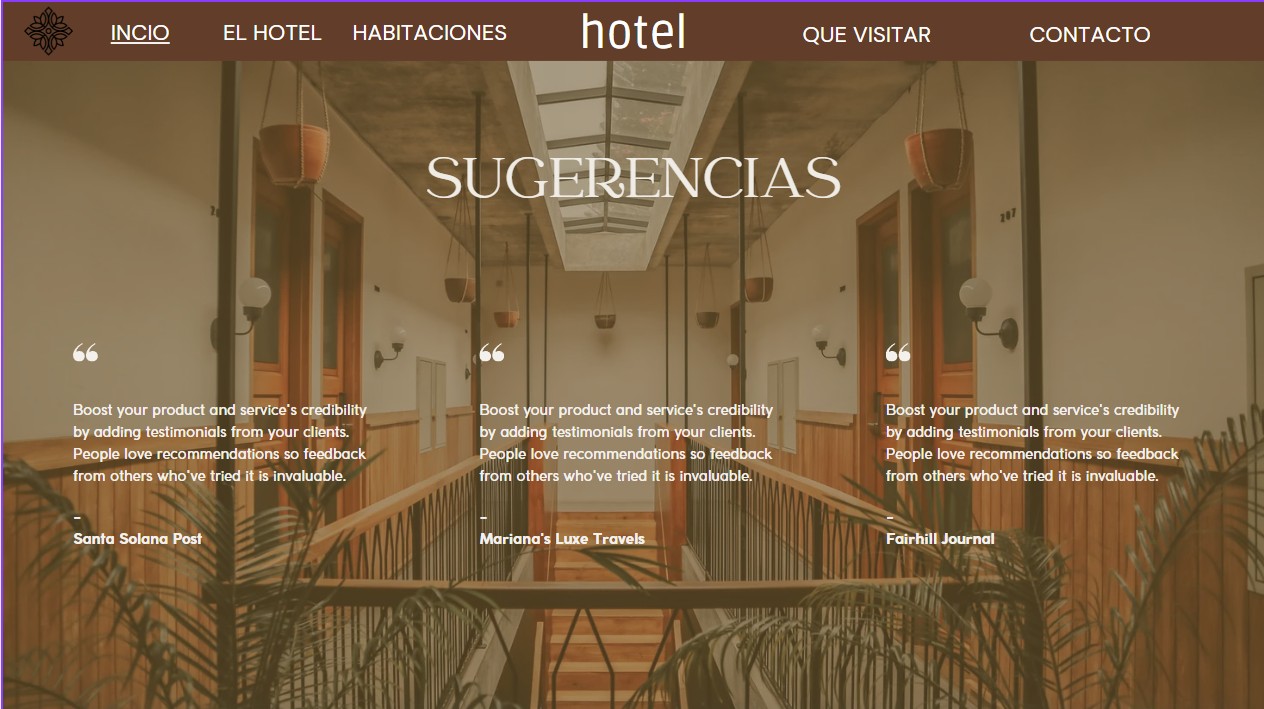 INCIO
EL HOTEL
HABITACIONES
hotel
QUE VISITAR
CONTACTO
SUGERENCIAS
“
Boost your product and service's credibility
by adding testimonials from your clients.
People love recommendations so feedback
from others who've tried it is invaluable.
–
Santa Solana Post
“
Boost your product and service's credibility
by adding testimonials from your clients.
People love recommendations so feedback
from others who've tried it is invaluable.
–
Mariana's Luxe Travels
“
Boost your product and service's credibility
by adding testimonials from your clients.
People love recommendations so feedback
from others who've tried it is invaluable.
–
Fairhill Journal